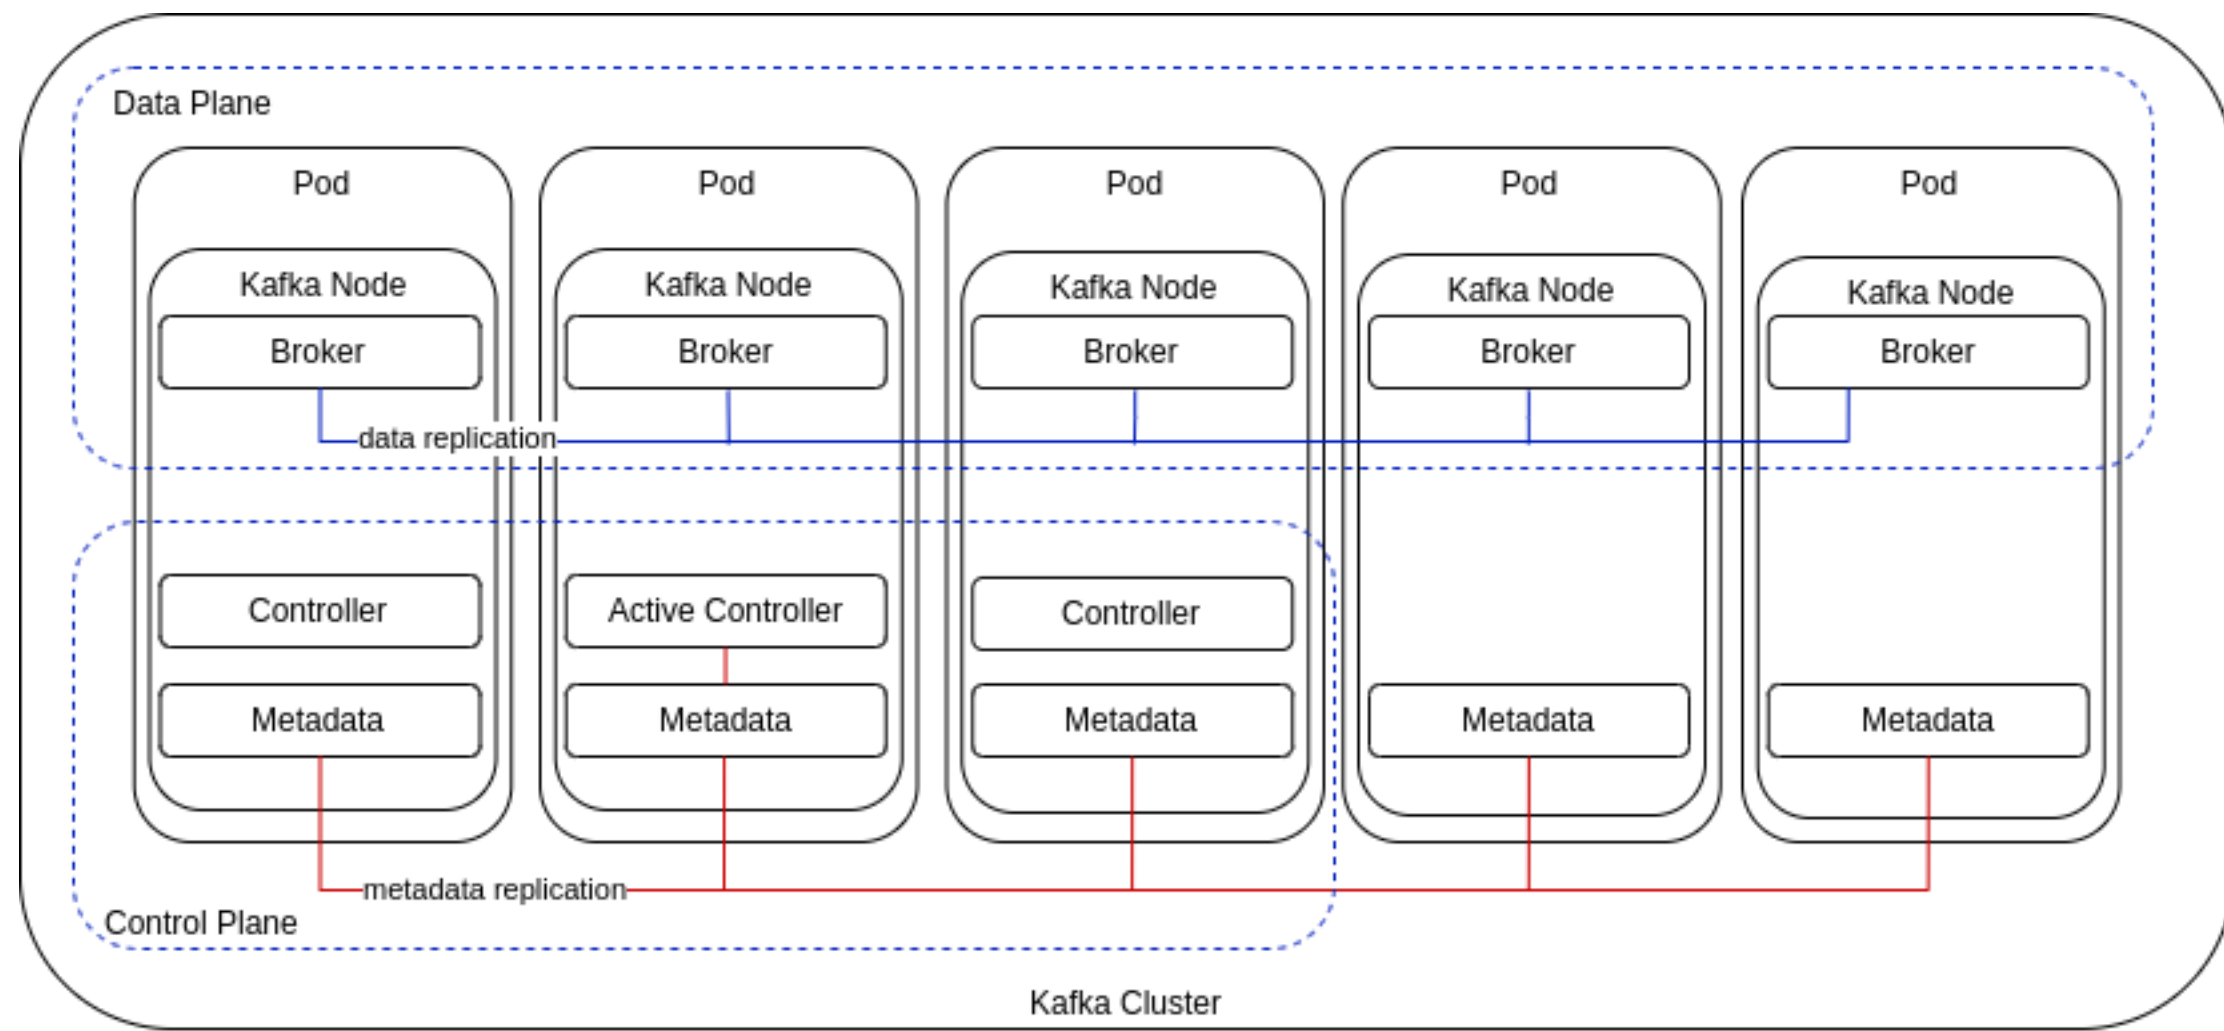 Data Plane
Pod
Pod
Pod
Pod
Pod
Kafka Node
Kafka Node
Kafka Node
Kafka Node
Kafka Node
Broker
Broker
Broker
Broker
Broker
data replication
Controller
Active Controller
Controller
Metadata
Metadata
Metadata
Metadata
Metadata
metadata replication
Control Plane
Kafka Cluster